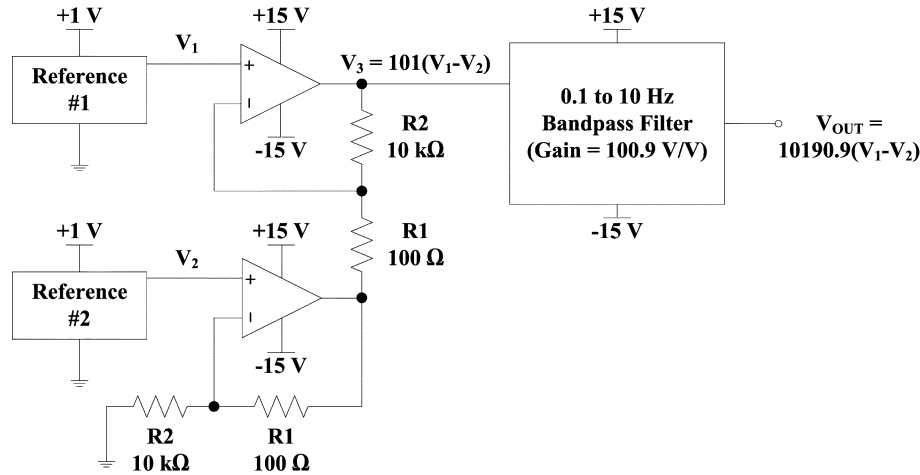 +1 V
Reference
#1
V1
+15 V
+
-15 V
V3 = 101(V1-V2)
R2
10 kΩ
+15 V
0.1 to 10 Hz
Bandpass Filter
(Gain = 100.9 V/V)
-15 V
VOUT =
10190.9(V1-V2)
R1
100 Ω
+1 V
Reference
#2
V2
+15 V
+
-15 V
R2
10 kΩ
R1
100 Ω